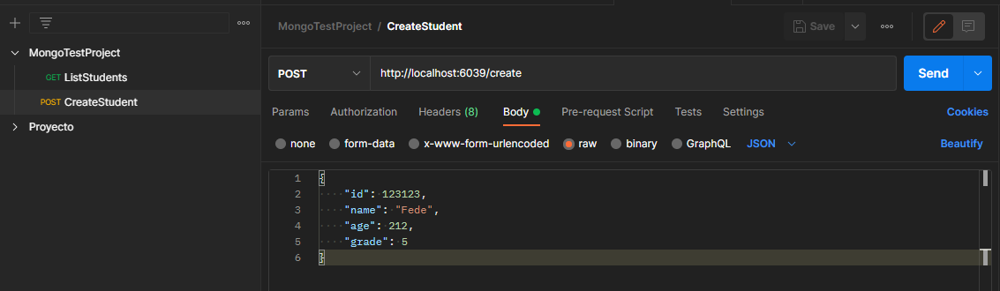 MongoTestProject / CreateStudent
Save
MongoTestProject
GET ListStudents
POST CreateStudent
Proyecto
POST http://localhost:6039/create
Send
Params Authorization Headers (8) Body Pre-request Script Tests Settings Cookies
none form-data x-www-form-urlencoded raw binary GraphQL JSON Beautify
1 {
2 "id": 123123,
3 "name": "Fede",
4 "age": 212,
5 "grade": 5
6 }